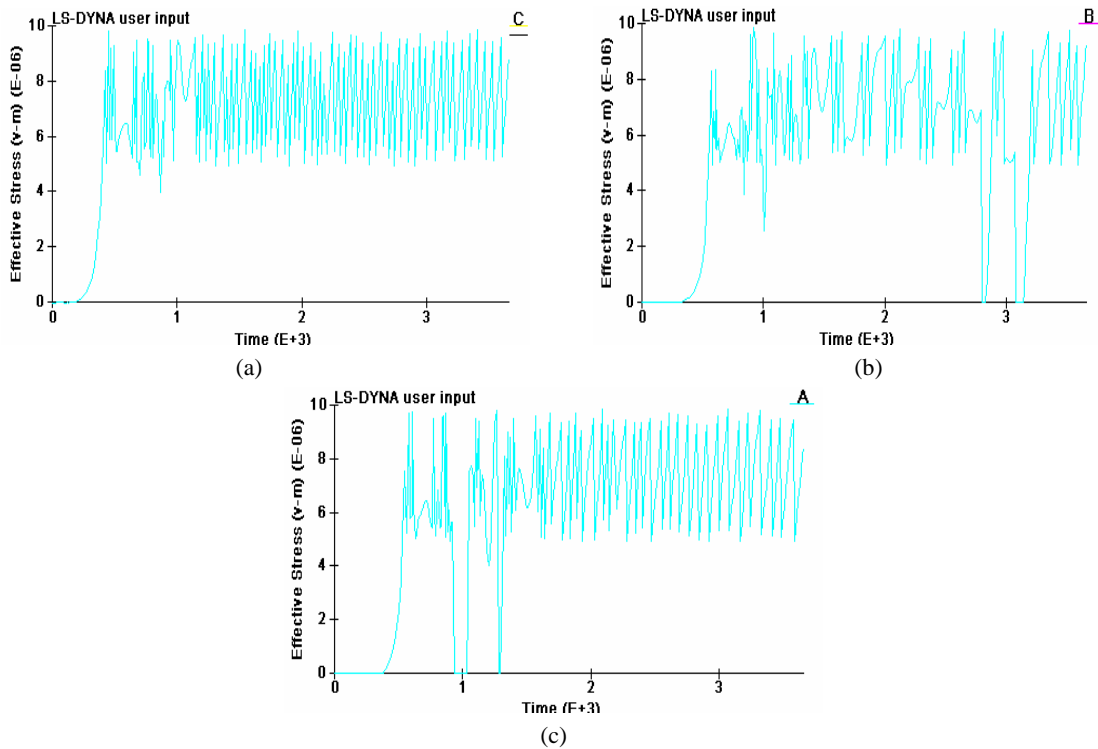 LS-DYNA user input
C
Effective Stress (v-m) (E-06)
10
8
6
4
2
0
0 1 2 3
Time (E+3)
(a)
LS-DYNA user input
B
Effective Stress (v-m) (E-06)
10
8
6
4
2
0
0 1 2 3
Time (E+3)
(b)
LS-DYNA user input
A
Effective Stress (v-m) (E-06)
10
8
6
4
2
0
0 1 2 3
Time (E+3)
(c)